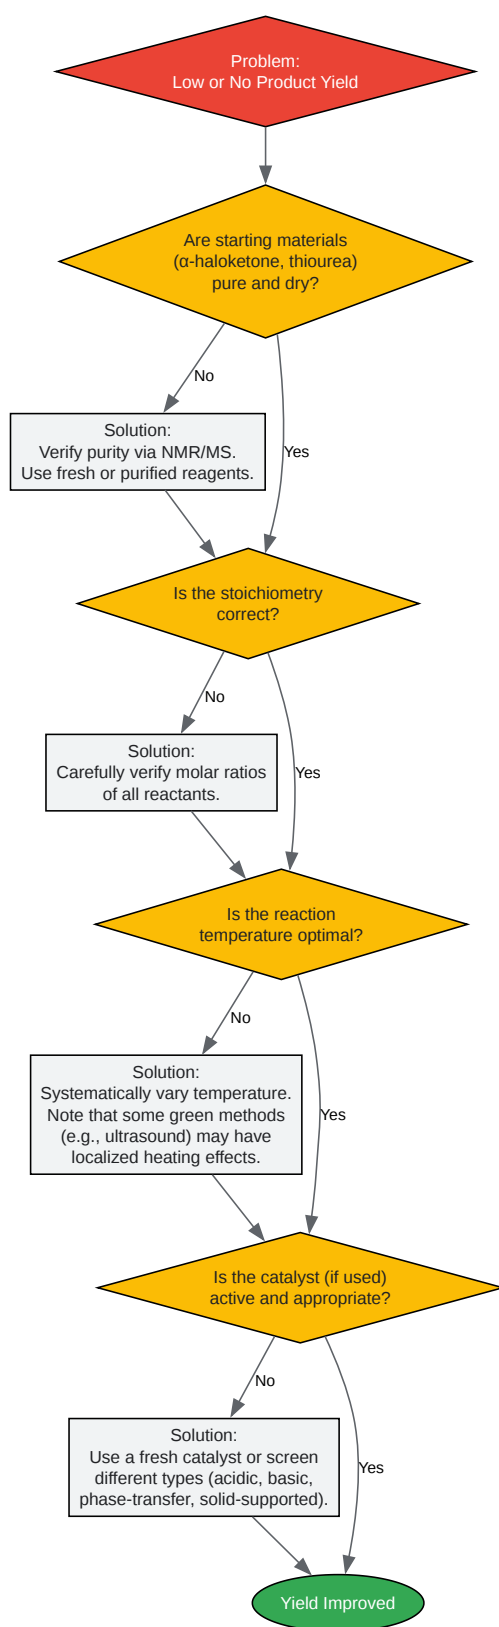 Problem:
Low or No Product Yield
Are starting materials
(α-haloketone, thiourea)
pure and dry?
No
Yes
Solution:
Verify purity via NMR/MS.
Use fresh or purified reagents.
Is the stoichiometry
correct?
No
Yes
Solution:
Carefully verify molar ratios
of all reactants.
Is the reaction
temperature optimal?
No
Yes
Solution:
Systematically vary temperature.
Note that some green methods
(e.g., ultrasound) may have
localized heating effects.
Is the catalyst (if used)
active and appropriate?
No
Yes
Solution:
Use a fresh catalyst or screen
different types (acidic, basic,
phase-transfer, solid-supported).
Yield Improved